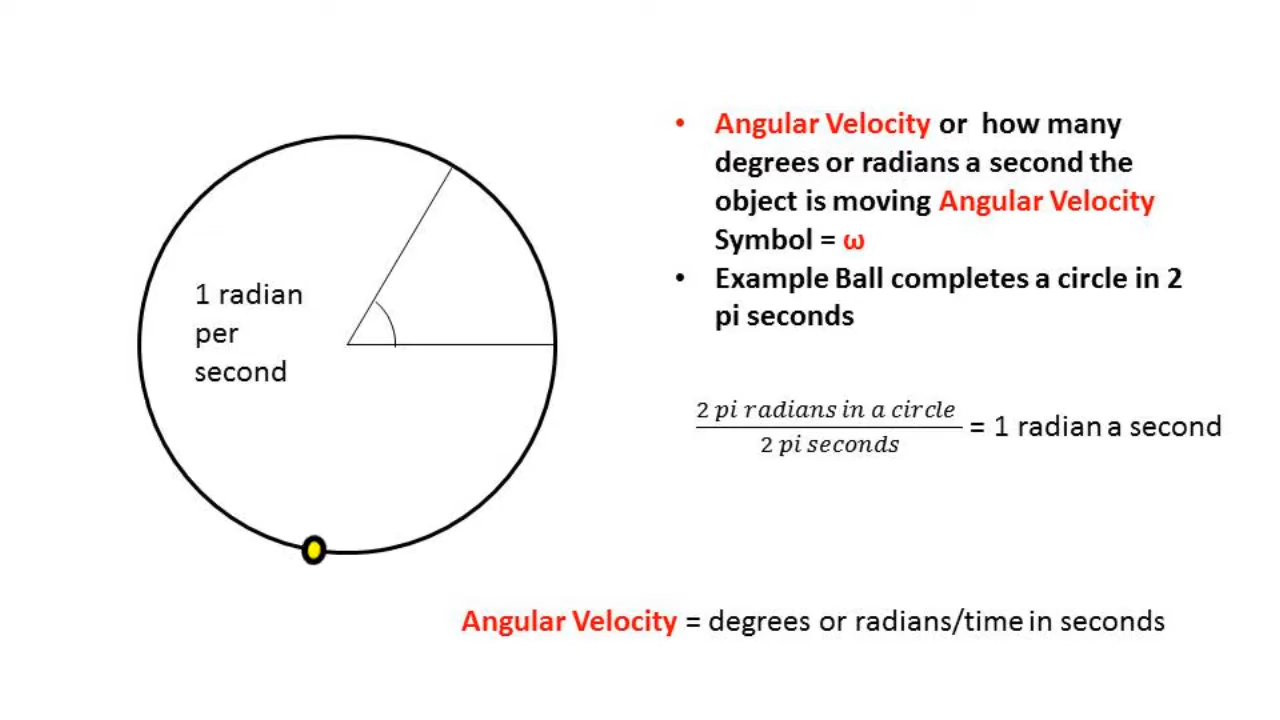 • Angular Velocity or how many
degrees or radians a second the
object is moving Angular Velocity
Symbol = ω
• Example Ball completes a circle in 2
pi seconds
1 radian
per
second
2 pi radians in a circle
2 pi seconds
= 1 radian a second
Angular Velocity = degrees or radians/time in seconds